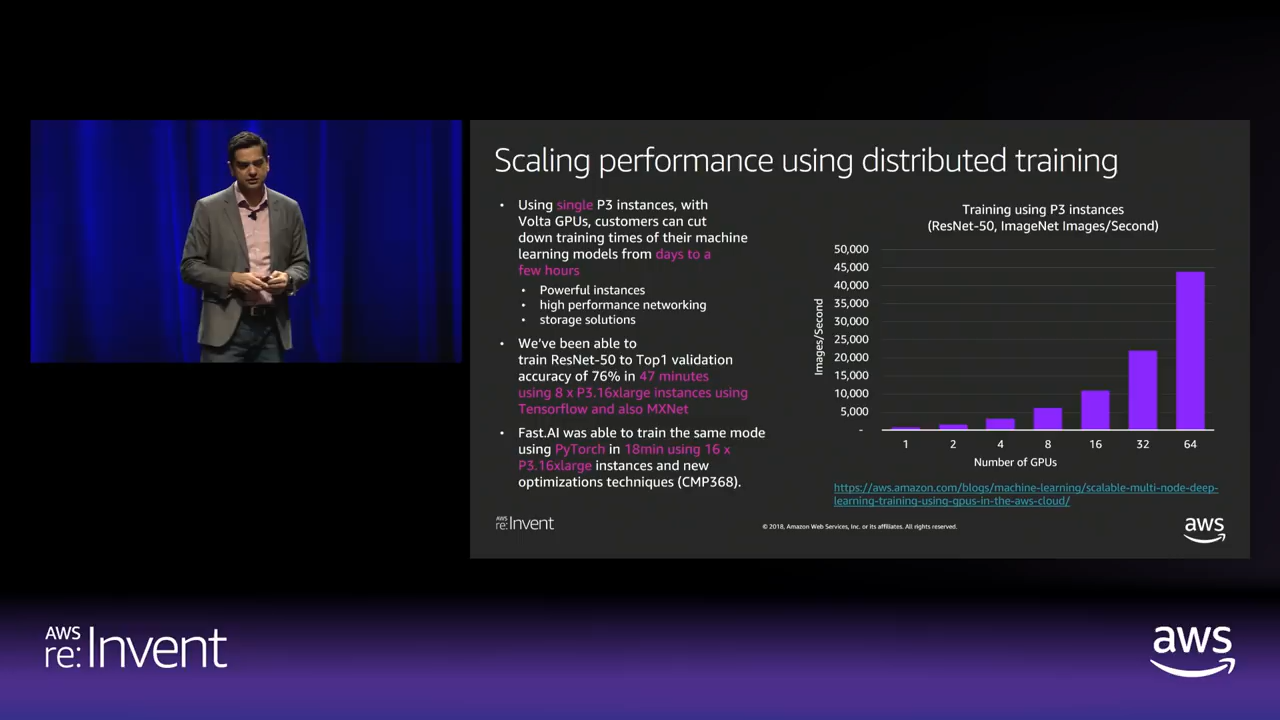 Scaling performance using distributed training
• Using single P3 instances, with
Volta GPUs, customers can cut
down training times of their machine
learning models from days to a
few hours
• Powerful instances
• high performance networking
• storage solutions
• We've been able to
train ResNet-50 to Top1 validation
accuracy of 76% in 47 minutes
using 8 x P3.16xlarge instances using
Tensorflow and also MXNet
• Fast.AI was able to train the same mode
using PyTorch in 18min using 16 x
P3.16xlarge instances and new
optimizations techniques (CMP368).
Training using P3 instances
(ResNet-50, ImageNet Images/Second)
Images/Second
50,000
45,000
40,000
35,000
30,000
25,000
20,000
15,000
10,000
5,000
-
1 2 4 8 16 32 64
Number of GPUs
https://aws.amazon.com/blogs/machine-learning/scalable-multi-node-deep-
learning-training-using-gpus-in-the-aws-cloud/
AWS
re:Invent
© 2018, Amazon Web Services, Inc. or its affiliates. All rights reserved.
aws
AWS
re:Invent
aws